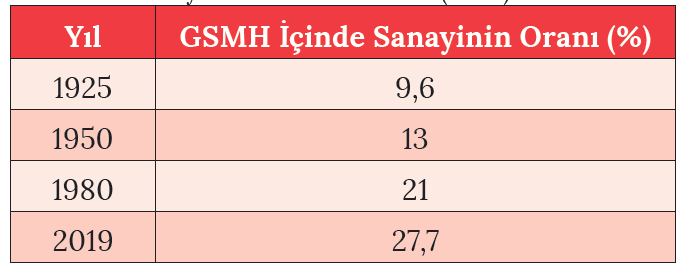 Yıl GSMH İçinde Sanayinin Oranı (%)
1925 9,6
1950 13
1980 21
2019 27,7